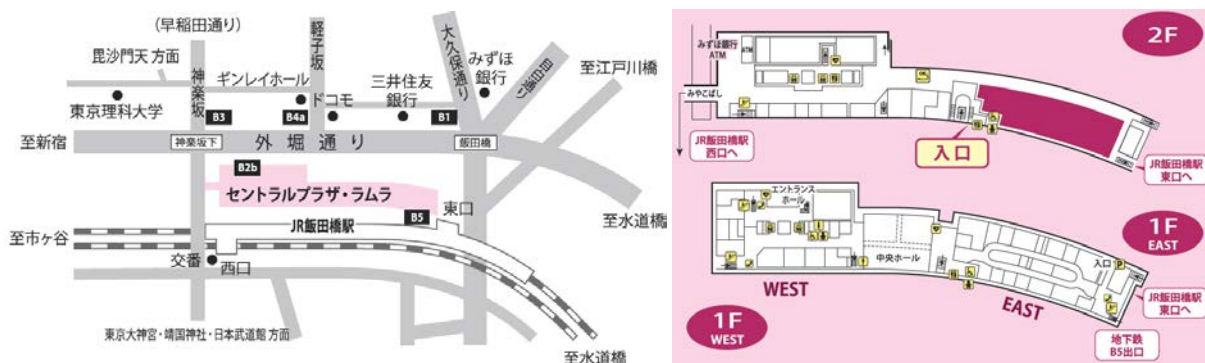 (早稲田通り)
毘沙門天 方面
神楽坂
軽子坂
大久保通り
みずほ
銀行
目白通り
至江戸川橋
ギンレイホール
三井住友
銀行
ドコモ
東京理科大学
B3
B4a
B1
至新宿
神楽坂下
外堀通り
飯田橋
B2b
セントラルプラザ・ラムラ
B5
東口
至水道橋
JR飯田橋駅
至市ヶ谷
交番
西口
東京大神宮・靖国神社・日本武道館 方面
至水道橋
2F
みずほ銀行
ATM
ATM
みやこばし
JR飯田橋駅
西口へ
入口
JR飯田橋駅
東口へ
エントランス
ホール
1F
EAST
中央ホール
入口
P
WEST
EAST
JR飯田橋駅
東口へ
1F
WEST
地下鉄
B5出口